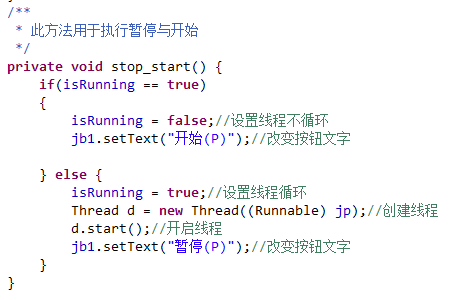 /**
 * 此方法用于执行暂停与开始
 */
private void stop_start() {
    if(isRunning == true)
    {
        isRunning = false;//设置线程不循环
        jb1.setText("开始(P)");//改变按钮文字

    } else {
        isRunning = true;//设置线程循环
        Thread d = new Thread((Runnable) jp);//创建线程
        d.start();//开启线程
        jb1.setText("暂停(P)");//改变按钮文字
    }
}